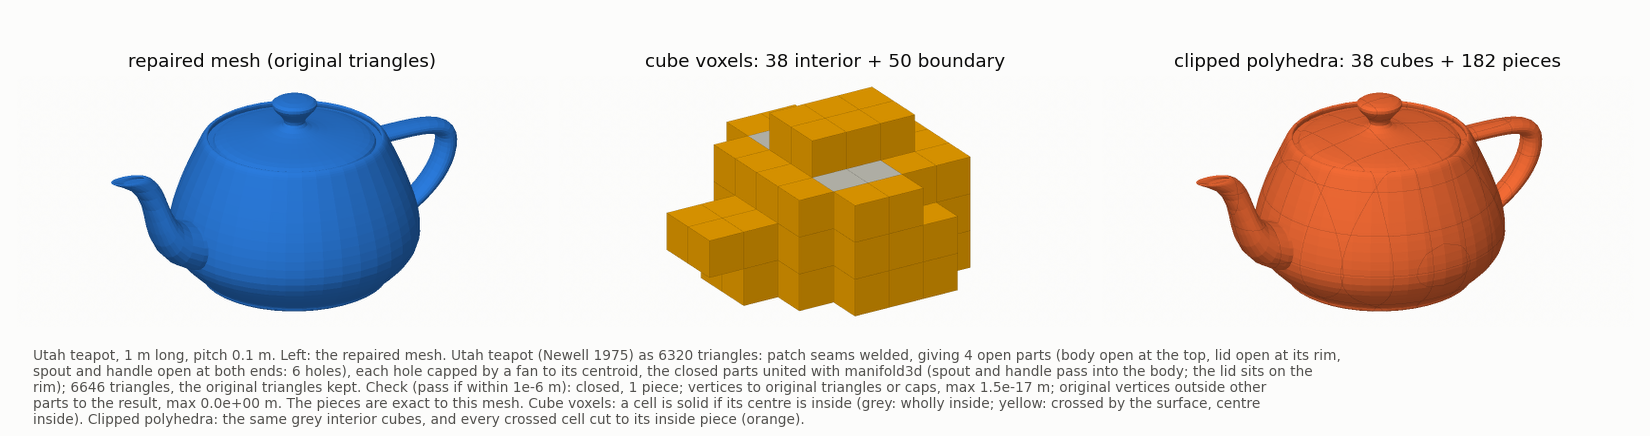 repaired mesh (original triangles)
cube voxels: 38 interior + 50 boundary
clipped polyhedra: 38 cubes + 182 pieces
Utah teapot, 1 m long, pitch 0.1 m. Left: the repaired mesh. Utah teapot (Newell 1975) as 6320 triangles: patch seams welded, giving 4 open parts (body open at the top, lid open at its rim,
spout and handle open at both ends: 6 holes), each hole capped by a fan to its centroid, the closed parts united with manifold3d (spout and handle pass into the body; the lid sits on the
rim); 6646 triangles, the original triangles kept. Check (pass if within 1e-6 m): closed, 1 piece; vertices to original triangles or caps, max 1.5e-17 m; original vertices outside other
parts to the result, max 0.0e+00 m. The pieces are exact to this mesh. Cube voxels: a cell is solid if its centre is inside (grey: wholly inside; yellow: crossed by the surface, centre
inside). Clipped polyhedra: the same grey interior cubes, and every crossed cell cut to its inside piece (orange).